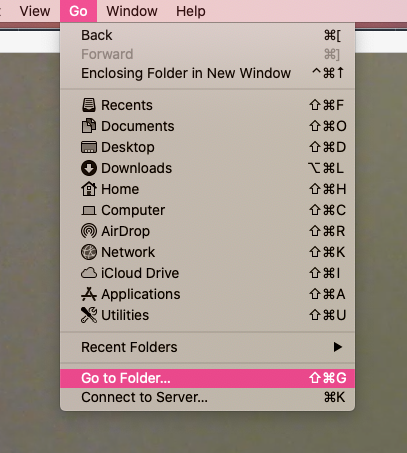 View Go Window Help
Back ⌘[
Forward ⌘]
Enclosing Folder in New Window ^⌘↑
Recents ⇧⌘F
Documents ⇧⌘O
Desktop ⇧⌘D
Downloads ⌥⌘L
Home ⇧⌘H
Computer ⇧⌘C
AirDrop ⇧⌘R
Network ⇧⌘K
iCloud Drive ⇧⌘I
Applications ⇧⌘A
Utilities ⇧⌘U
Recent Folders ▶
Go to Folder... ⇧⌘G
Connect to Server... ⌘K